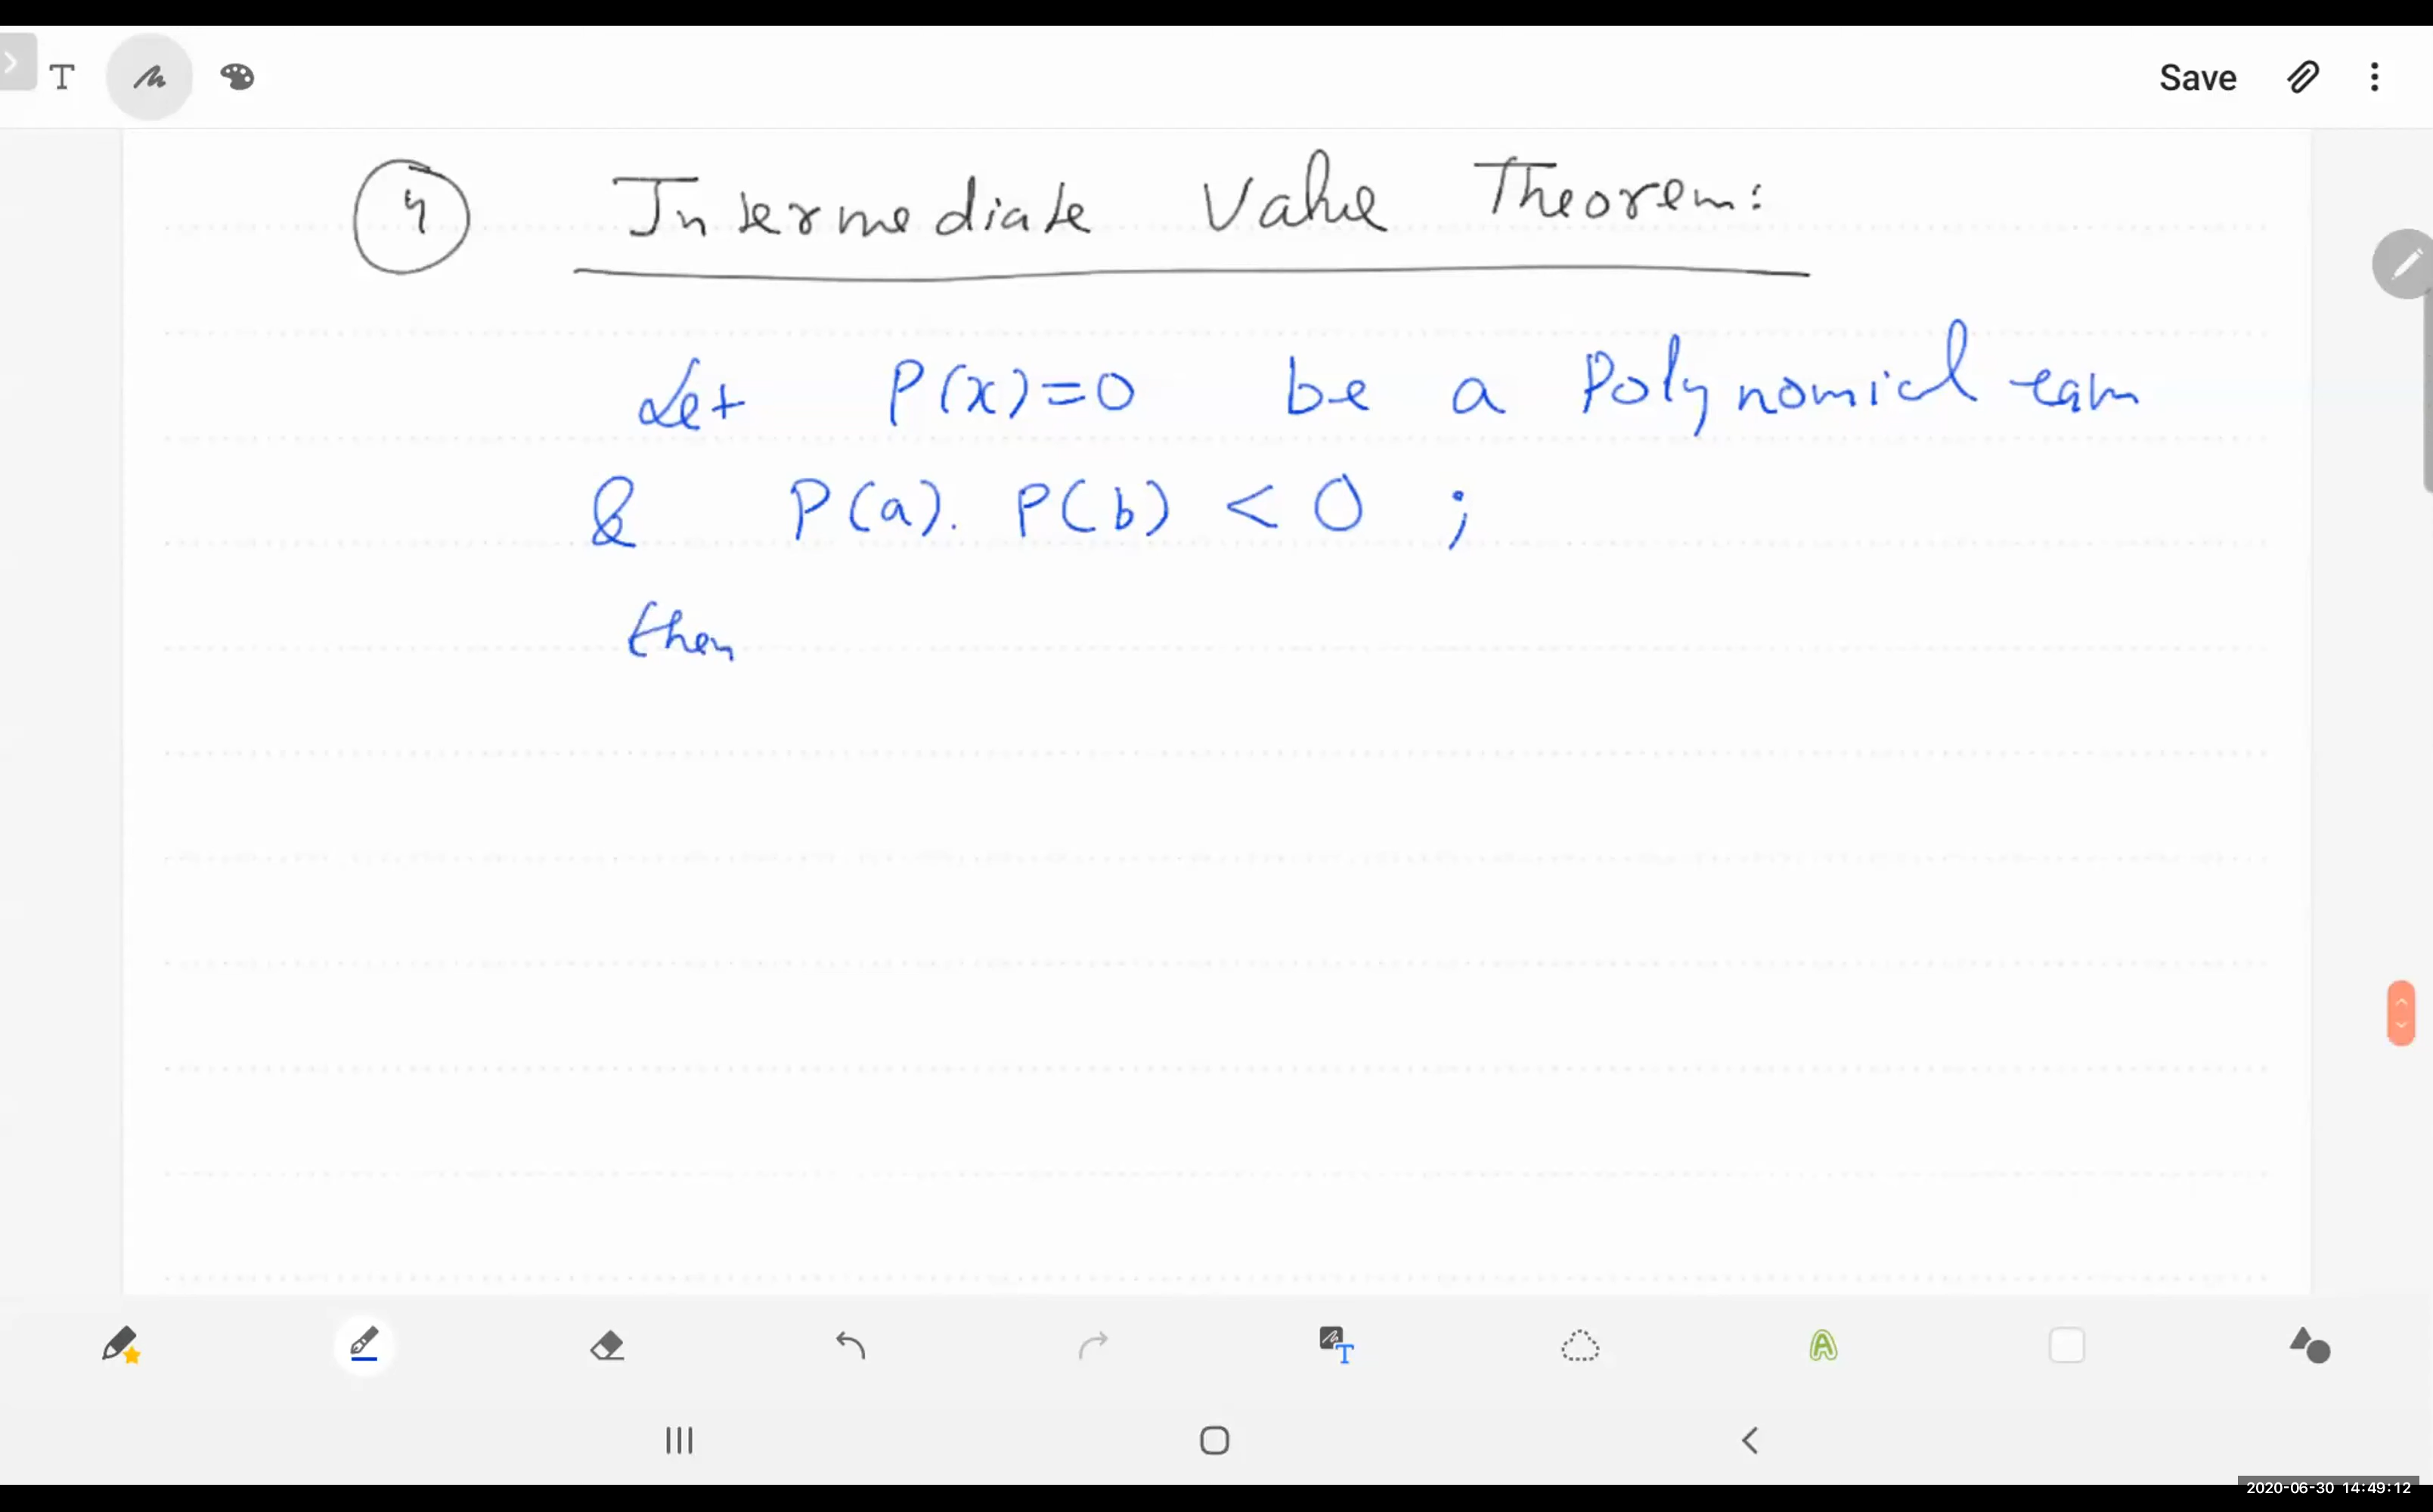 T
Save
4 Intermediate Value Theorem:
Let P(x)=0 be a Polynomial eqn
& P(a). P(b) < 0 ;
then
T
A
2020-06-30 14:49:12